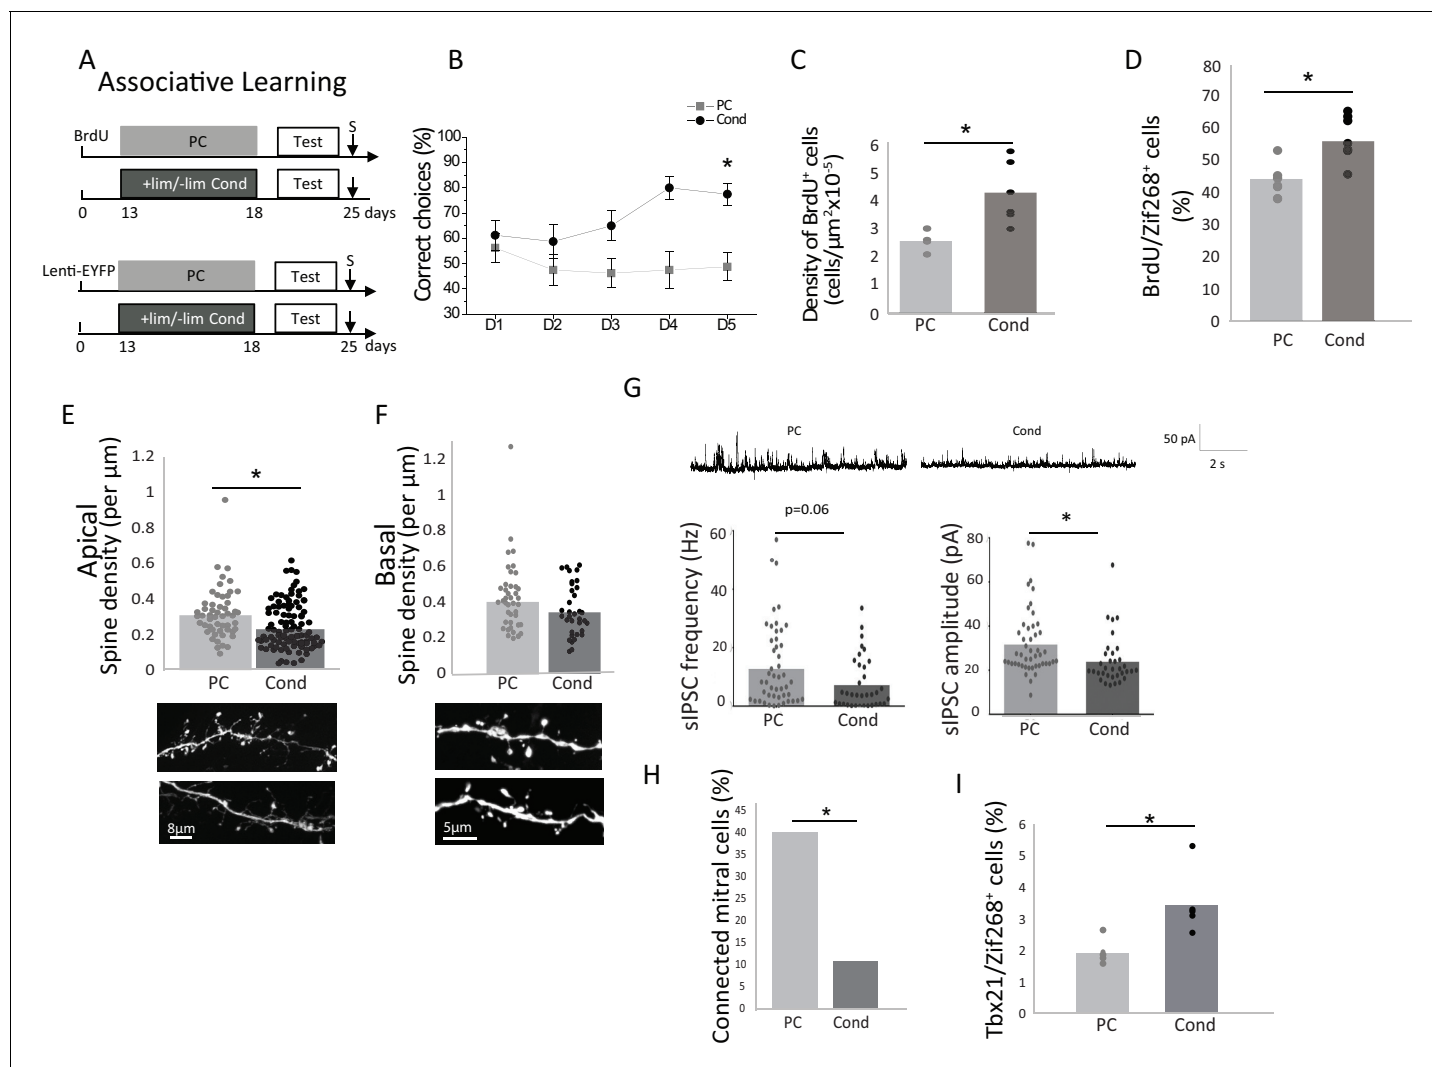 A
Associative Learning
BrdU
PC
Test
S
+lim/-lim Cond
Test
0
13
18
25 days
Lenti-EYFP
PC
Test
S
+lim/-lim Cond
Test
0
13
18
25 days
B
PC
Cond
Correct choices (%)
100
90
80
70
60
50
40
30
*
D1
D2
D3
D4
D5
C
Density of BrdU⁺ cells
(cells/µm²x10⁻⁵)
6
5
4
3
2
1
0
*
PC
Cond
D
BrdU/Zif268⁺ cells
(%)
80
70
60
50
40
30
20
10
0
*
PC
Cond
E
Apical
Spine density (per µm)
1.2
1
0.8
0.6
0.4
0.2
0
*
PC
Cond
8µm
F
Basal
Spine density (per µm)
1.2
1
0.8
0.6
0.4
0.2
0
PC
Cond
5µm
G
PC
Cond
50 pA
2 s
sIPSC frequency (Hz)
60
40
20
0
p=0.06
PC
Cond
sIPSC amplitude (pA)
80
60
40
20
0
*
PC
Cond
H
Connected mitral cells (%)
45
40
35
30
25
20
15
10
5
0
*
PC
Cond
I
Tbx21/Zif268⁺ cells (%)
6
5
4
3
2
1
0
*
PC
Cond